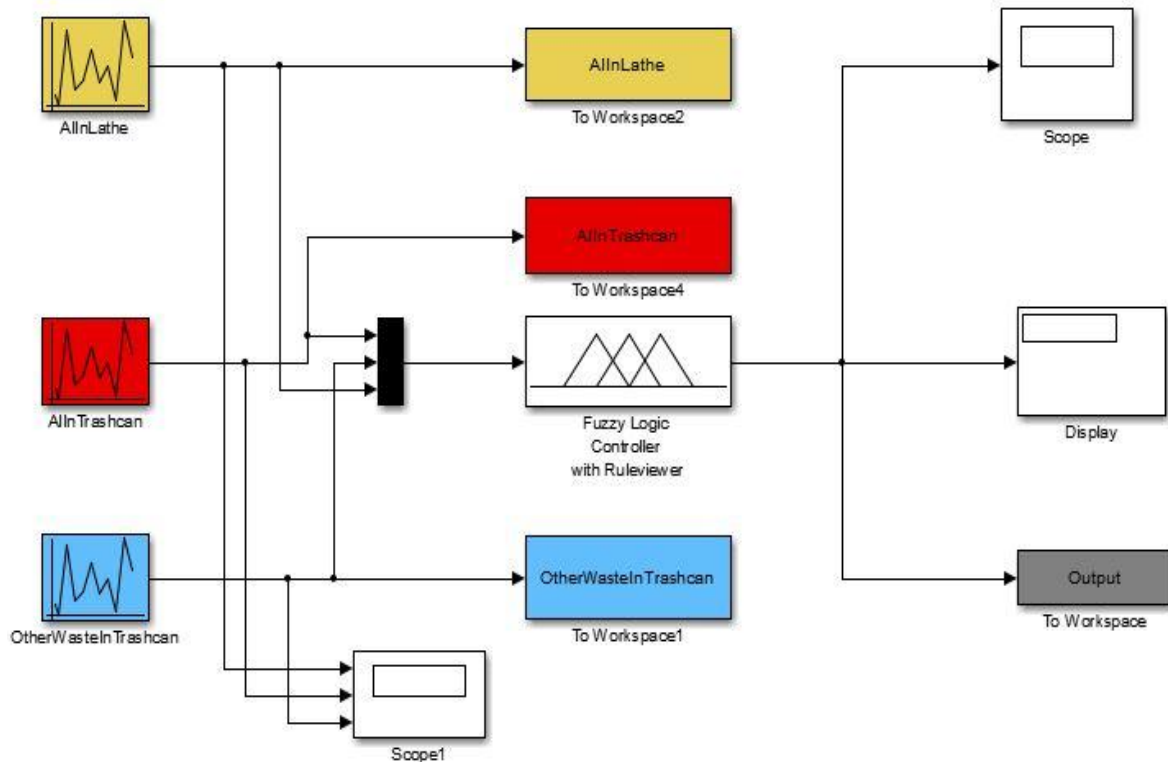 AlInLathe
AlInLathe
To Workspace2
Scope
AlInTrashcan
To Workspace4
AlInTrashcan
Fuzzy Logic
Controller
with Ruleviewer
Display
OtherWasteInTrashcan
OtherWasteInTrashcan
To Workspace1
Output
To Workspace
Scope1